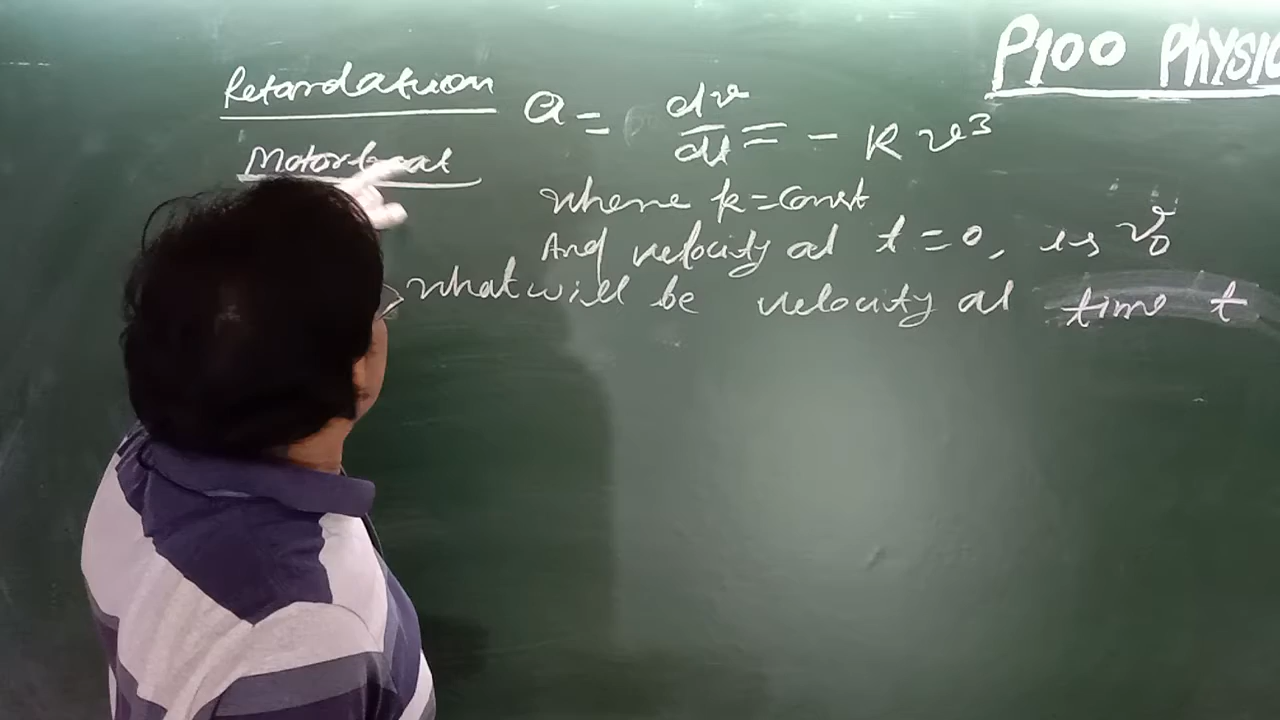 P100 Physic
Retardation a = dv/dt = - K v³
Motorboat
where k = const
And velocity at t = 0, is v₀
what will be velocity at time t